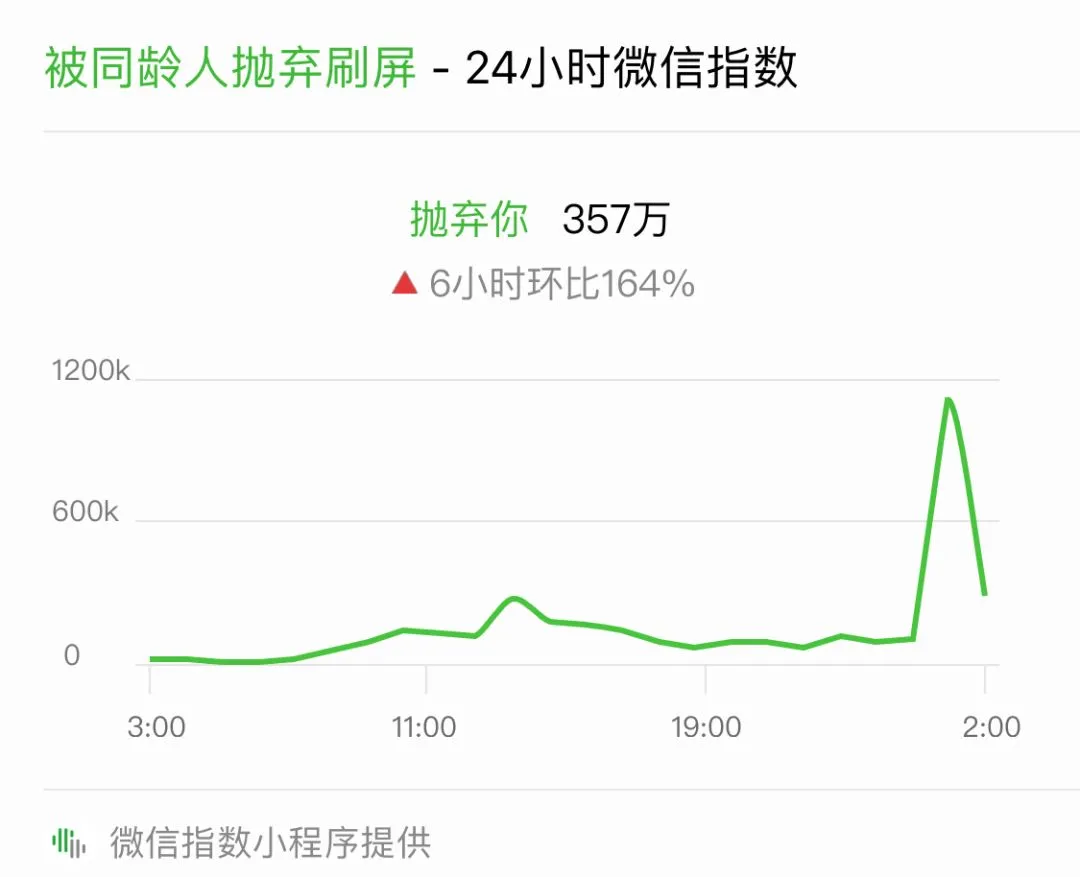 被同龄人抛弃刷屏 - 24小时微信指数
抛弃你 357万
▲ 6小时环比164%
1200k
600k
0
3:00 11:00 19:00 2:00
微信指数小程序提供